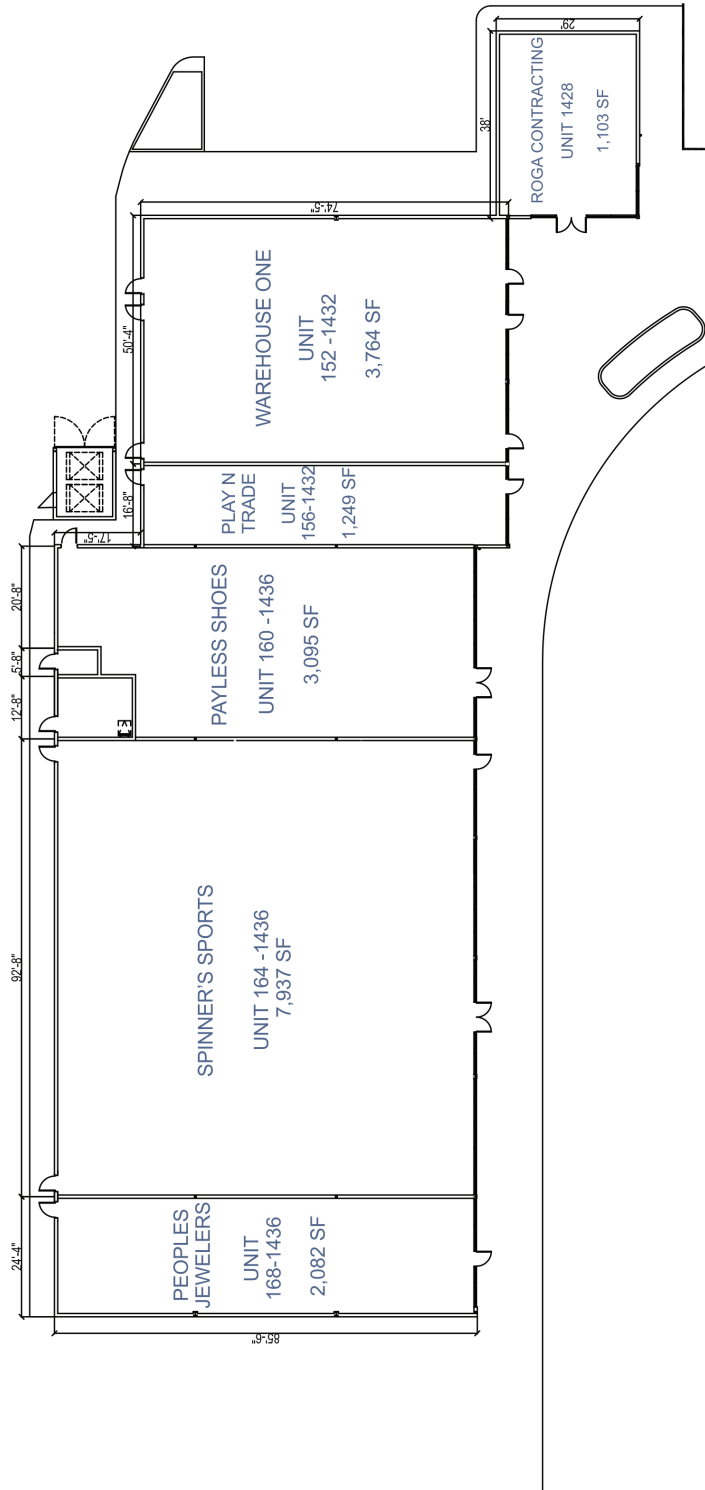 29'
38'
ROGA CONTRACTING
UNIT 1428
1,103 SF
74'-5"
50'-4"
WAREHOUSE ONE
UNIT
152 -1432
3,764 SF
16'-8"
PLAY N
TRADE
UNIT
156-1432
1,249 SF
17'-5"
20'-8"
5'-8"
12'-8"
PAYLESS SHOES
UNIT 160 -1436
3,095 SF
92'-8"
SPINNER'S SPORTS
UNIT 164 -1436
7,937 SF
24'-4"
PEOPLES
JEWELERS
UNIT
168-1436
2,082 SF
85'-6"